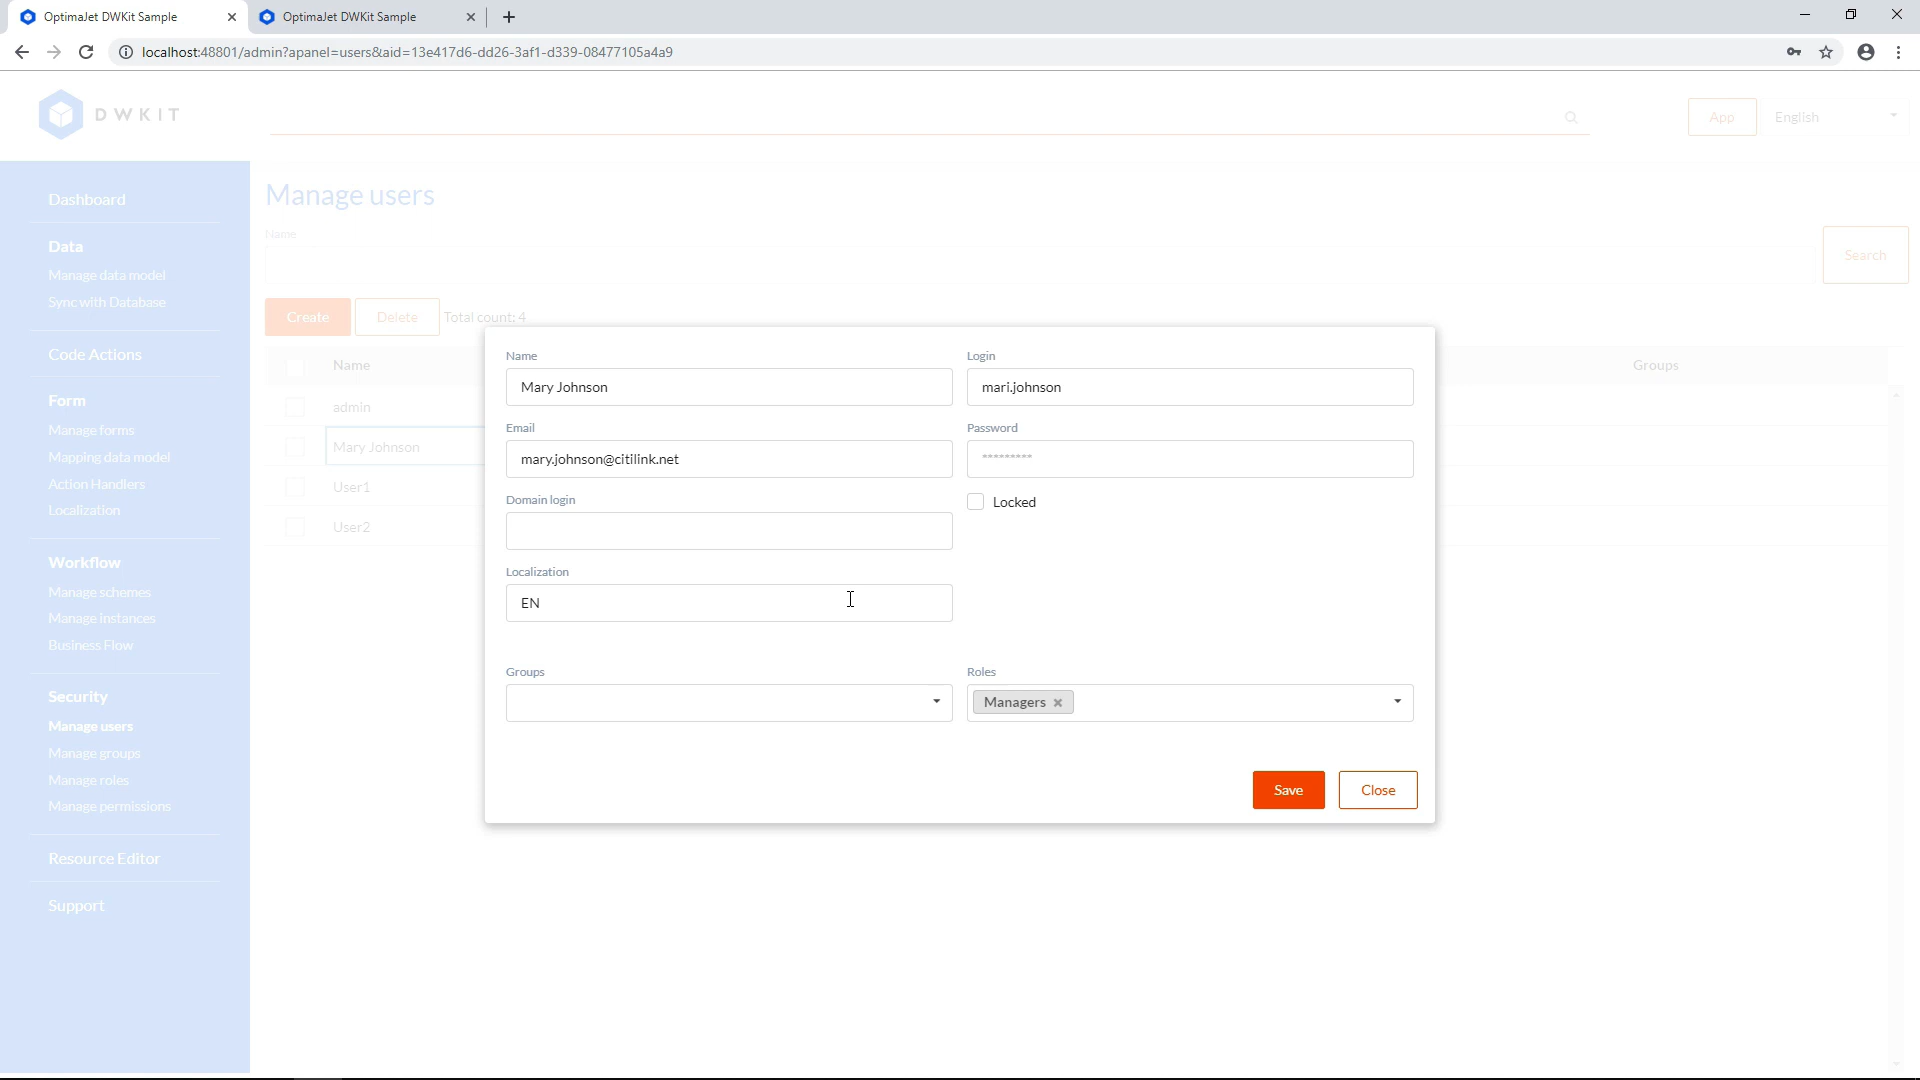 OptimaJet DWKit Sample
OptimaJet DWKit Sample
localhost:48801/admin?apanel=users&aid=13e417d6-dd26-3af1-d339-08477105a4a9
DWKIT
App
English
Dashboard
Data
Manage data model
Sync with Database
Code Actions
Form
Manage forms
Mapping data model
Action Handlers
Localization
Workflow
Manage schemes
Manage instances
Business Flow
Security
Manage users
Manage groups
Manage roles
Manage permissions
Resource Editor
Support
Manage users
Name
Search
Create
Delete
Total count: 4
Name
Groups
admin
Mary Johnson
User1
User2
Name
Mary Johnson
Login
mari.johnson
Email
mary.johnson@citilink.net
Password
*********
Domain login
Locked
Localization
EN
Groups
Roles
Managers
Save
Close